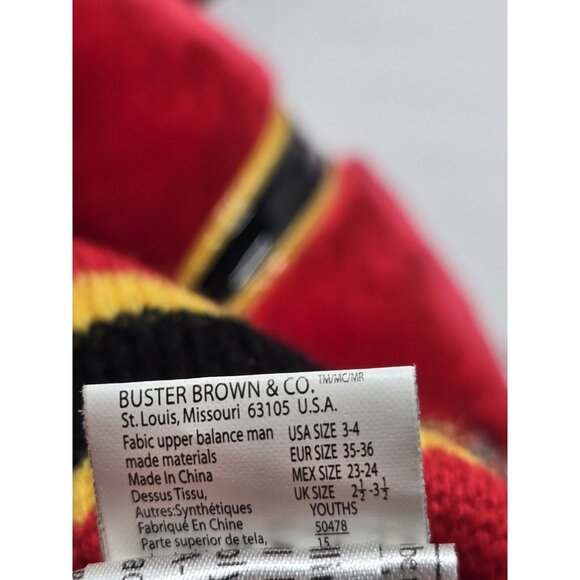 BUSTER BROWN & CO. TM/MC/MR
St. Louis, Missouri 63105 U.S.A.
Fabic upper balance man
made materials
Made In China
Dessus Tissu,
Autres:Synthétiques
Fabriqué En Chine
Parte superior de tela,
USA SIZE 3-4
EUR SIZE 35-36
MEX SIZE 23-24
UK SIZE 2½-3½
YOUTHS
50478
15